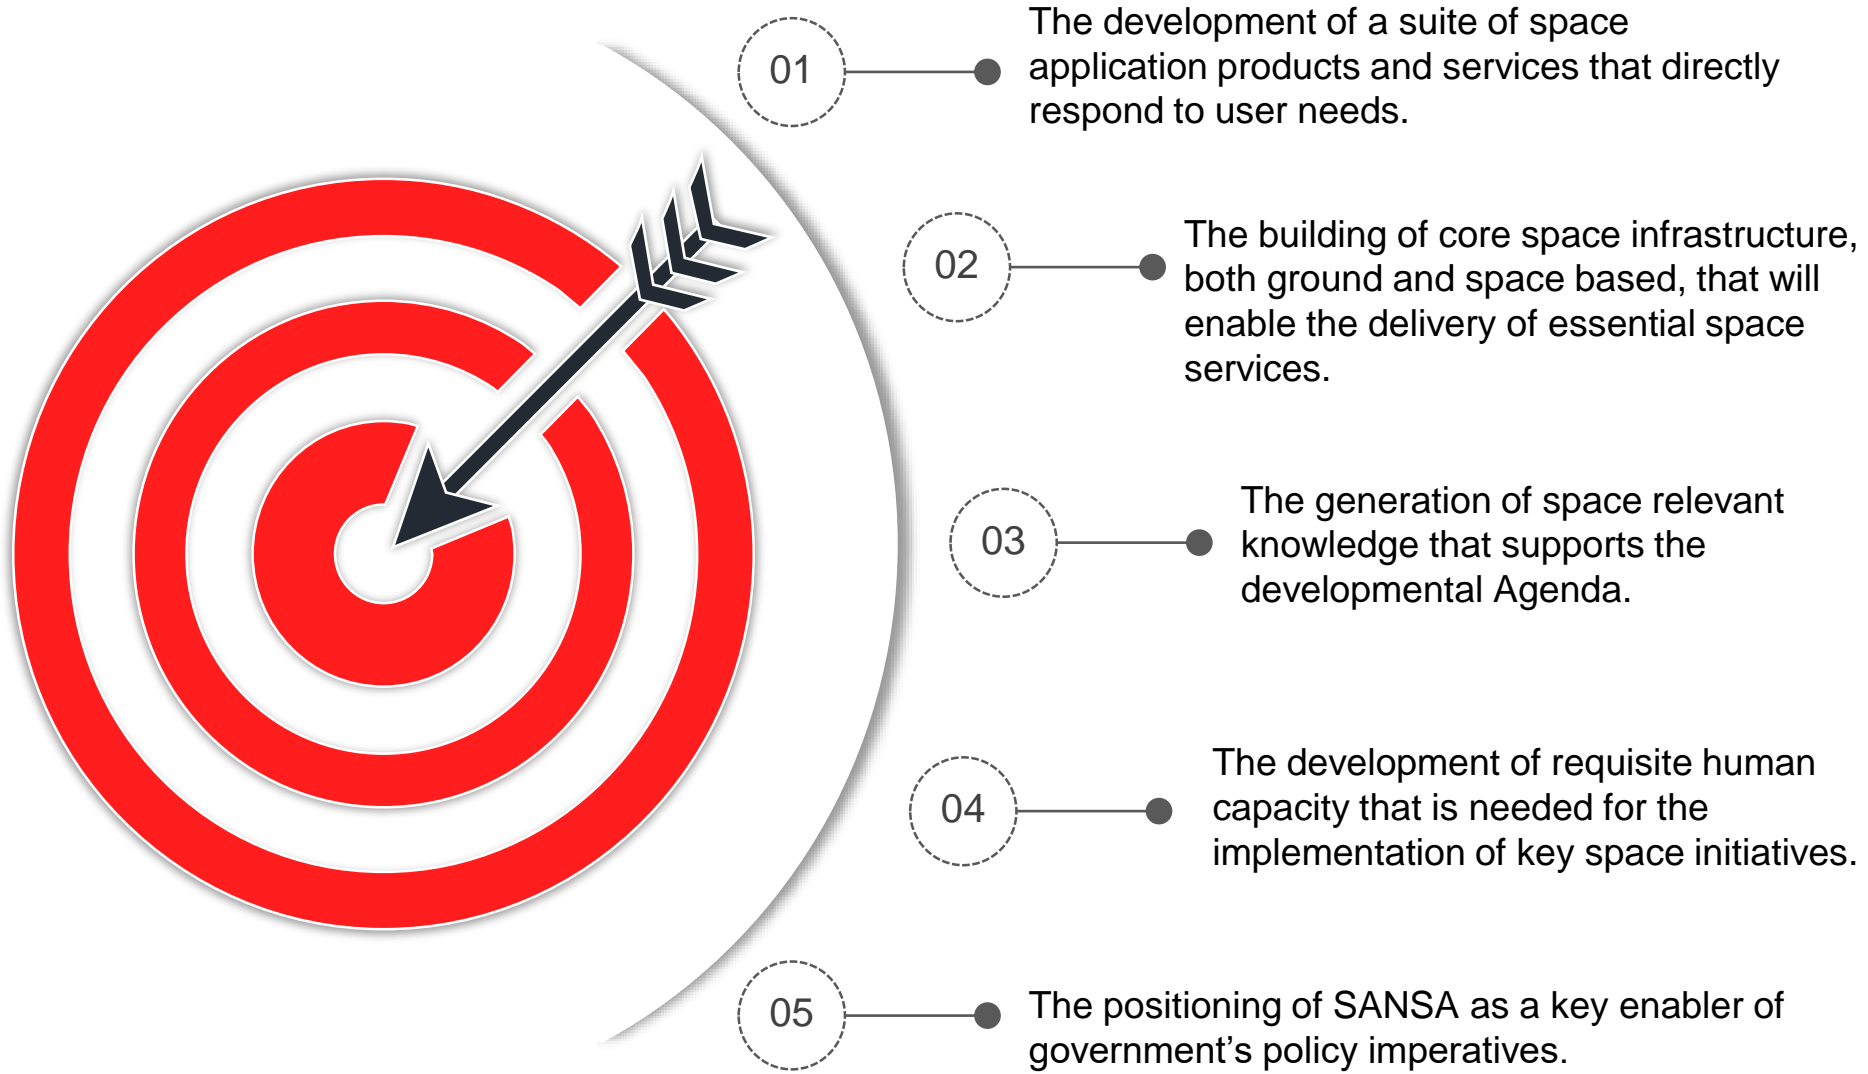 01
The development of a suite of space
application products and services that directly
respond to user needs.
02
The building of core space infrastructure,
both ground and space based, that will
enable the delivery of essential space
services.
03
The generation of space relevant
knowledge that supports the
developmental Agenda.
04
The development of requisite human
capacity that is needed for the
implementation of key space initiatives.
05
The positioning of SANSA as a key enabler of
government’s policy imperatives.